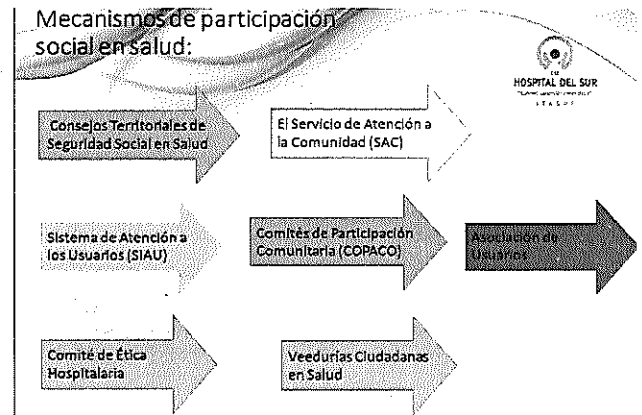 Mecanismos de participación
social en salud:
ESE
HOSPITAL DEL SUR
ITAGUI
Consejos Territoriales de
Seguridad Social en Salud
El Servicio de Atención a
la Comunidad (SAC)
Sistema de Atención a
los Usuarios (SIAU)
Comités de Participación
Comunitaria (COPACO)
Asociación de
Usuarios
Comité de Ética
Hospitalaria
Veedurías Ciudadanas
en Salud